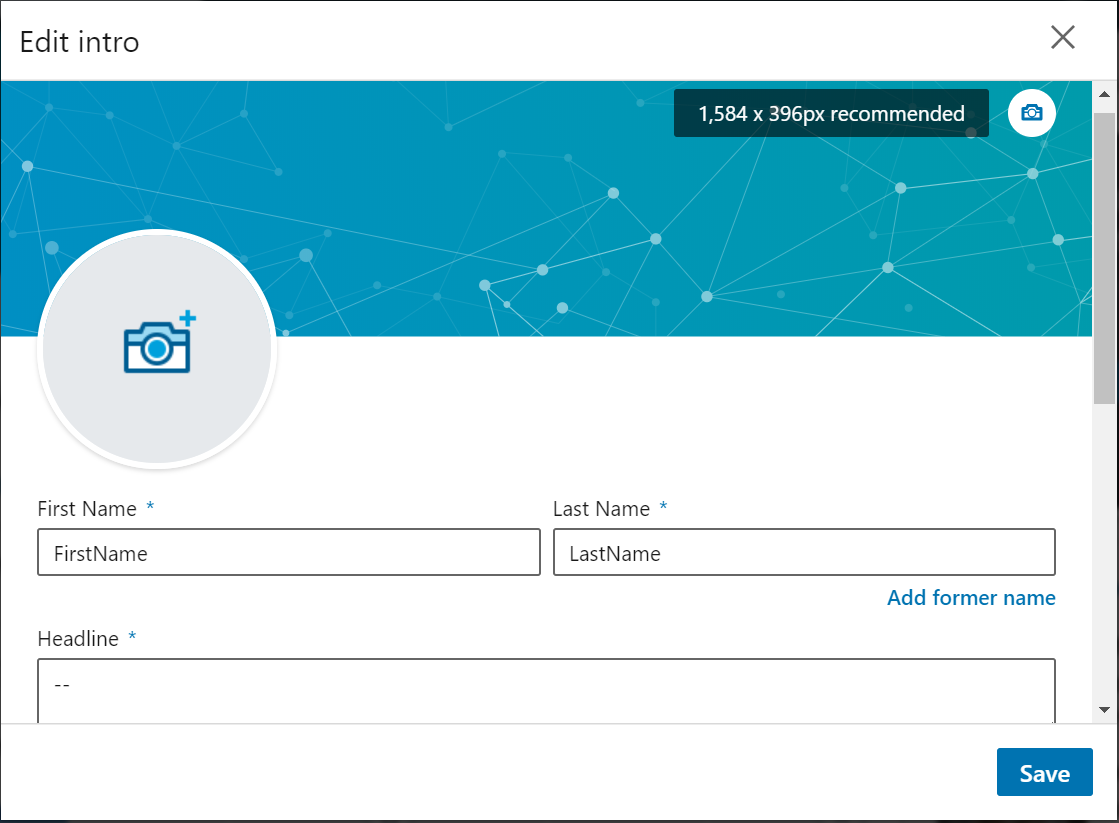 Edit intro
1,584 x 396px recommended
First Name *
Last Name *
FirstName
LastName
Add former name
Headline *
--
Save